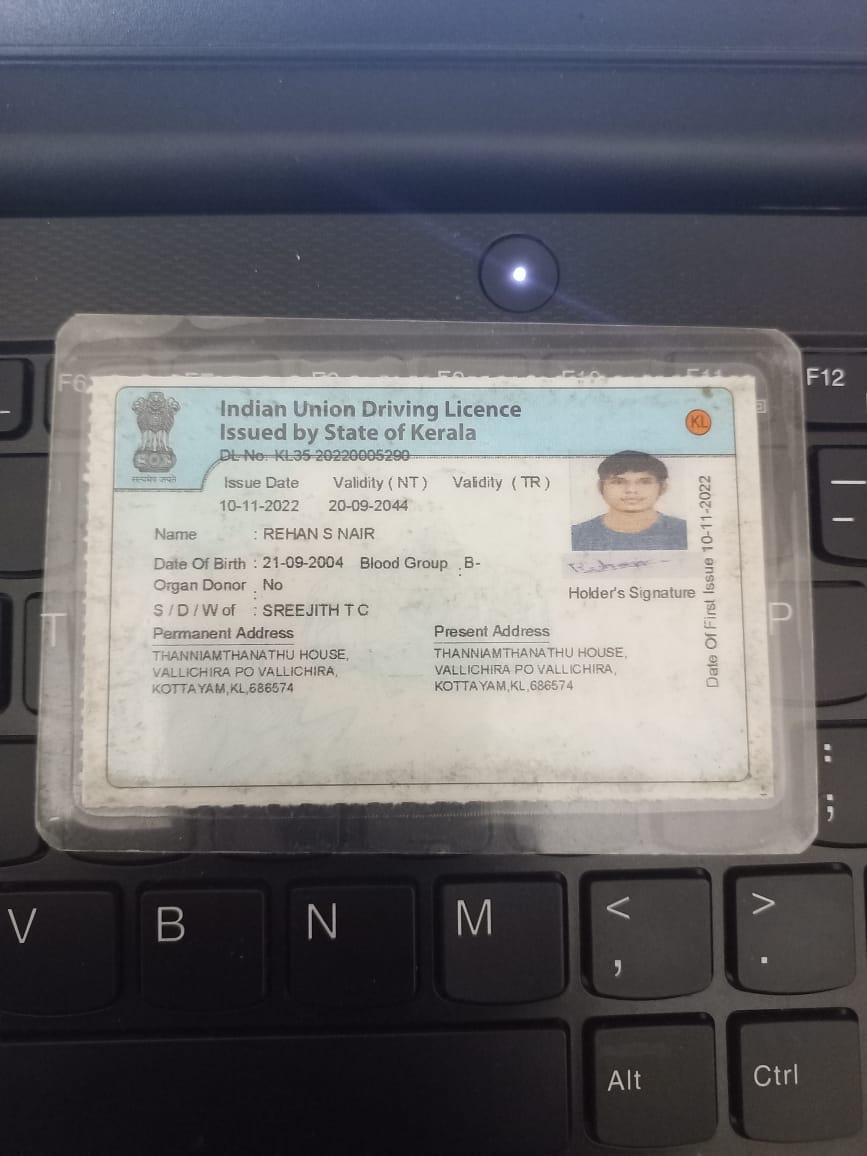 F6
F12
Indian Union Driving Licence
Issued by State of Kerala
KL
DL No. KL35 20220005290
सत्यमेव जयते
Issue Date Validity ( NT ) Validity ( TR )
10-11-2022 20-09-2044
Name : REHAN S NAIR
Date Of Birth : 21-09-2004 Blood Group : B-
Organ Donor : No
Holder's Signature
Date Of First Issue 10-11-2022
S / D / W of : SREEJITH T C
Permanent Address Present Address
THANNIAMTHANATHU HOUSE, THANNIAMTHANATHU HOUSE,
VALLICHIRA PO VALLICHIRA, VALLICHIRA PO VALLICHIRA,
KOTTAYAM,KL,686574 KOTTAYAM,KL,686574
T P
: ;
V B N M < , > .
Alt Ctrl